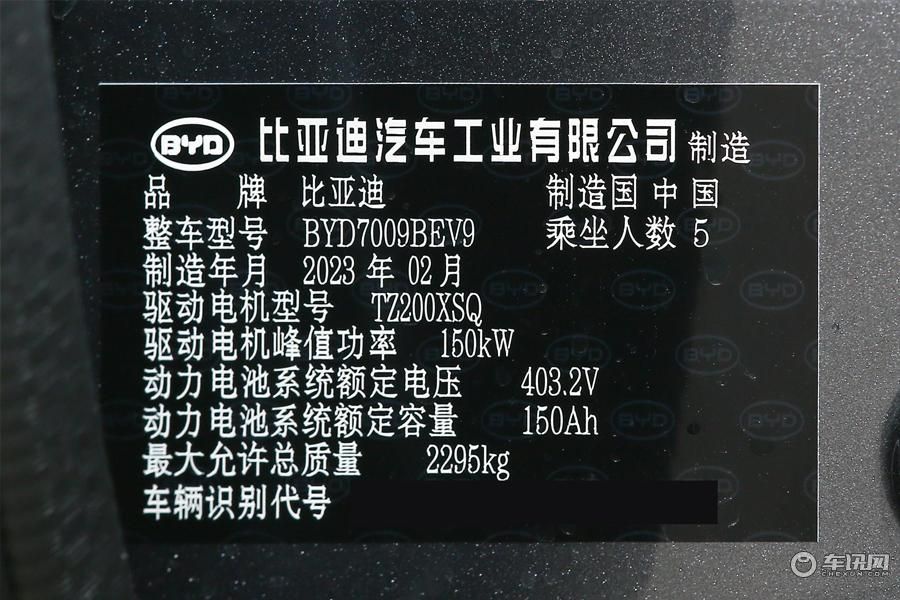 BYD 比亚迪汽车工业有限公司 制造
品 牌 比亚迪 制造国 中国
整车型号 BYD7009BEV9 乘坐人数 5
制造年月 2023 年 02 月
驱动电机型号 TZ200XSQ
驱动电机峰值功率 150kW
动力电池系统额定电压 403.2V
动力电池系统额定容量 150Ah
最大允许总质量 2295kg
车辆识别代号
车讯网
CHEXUN.COM